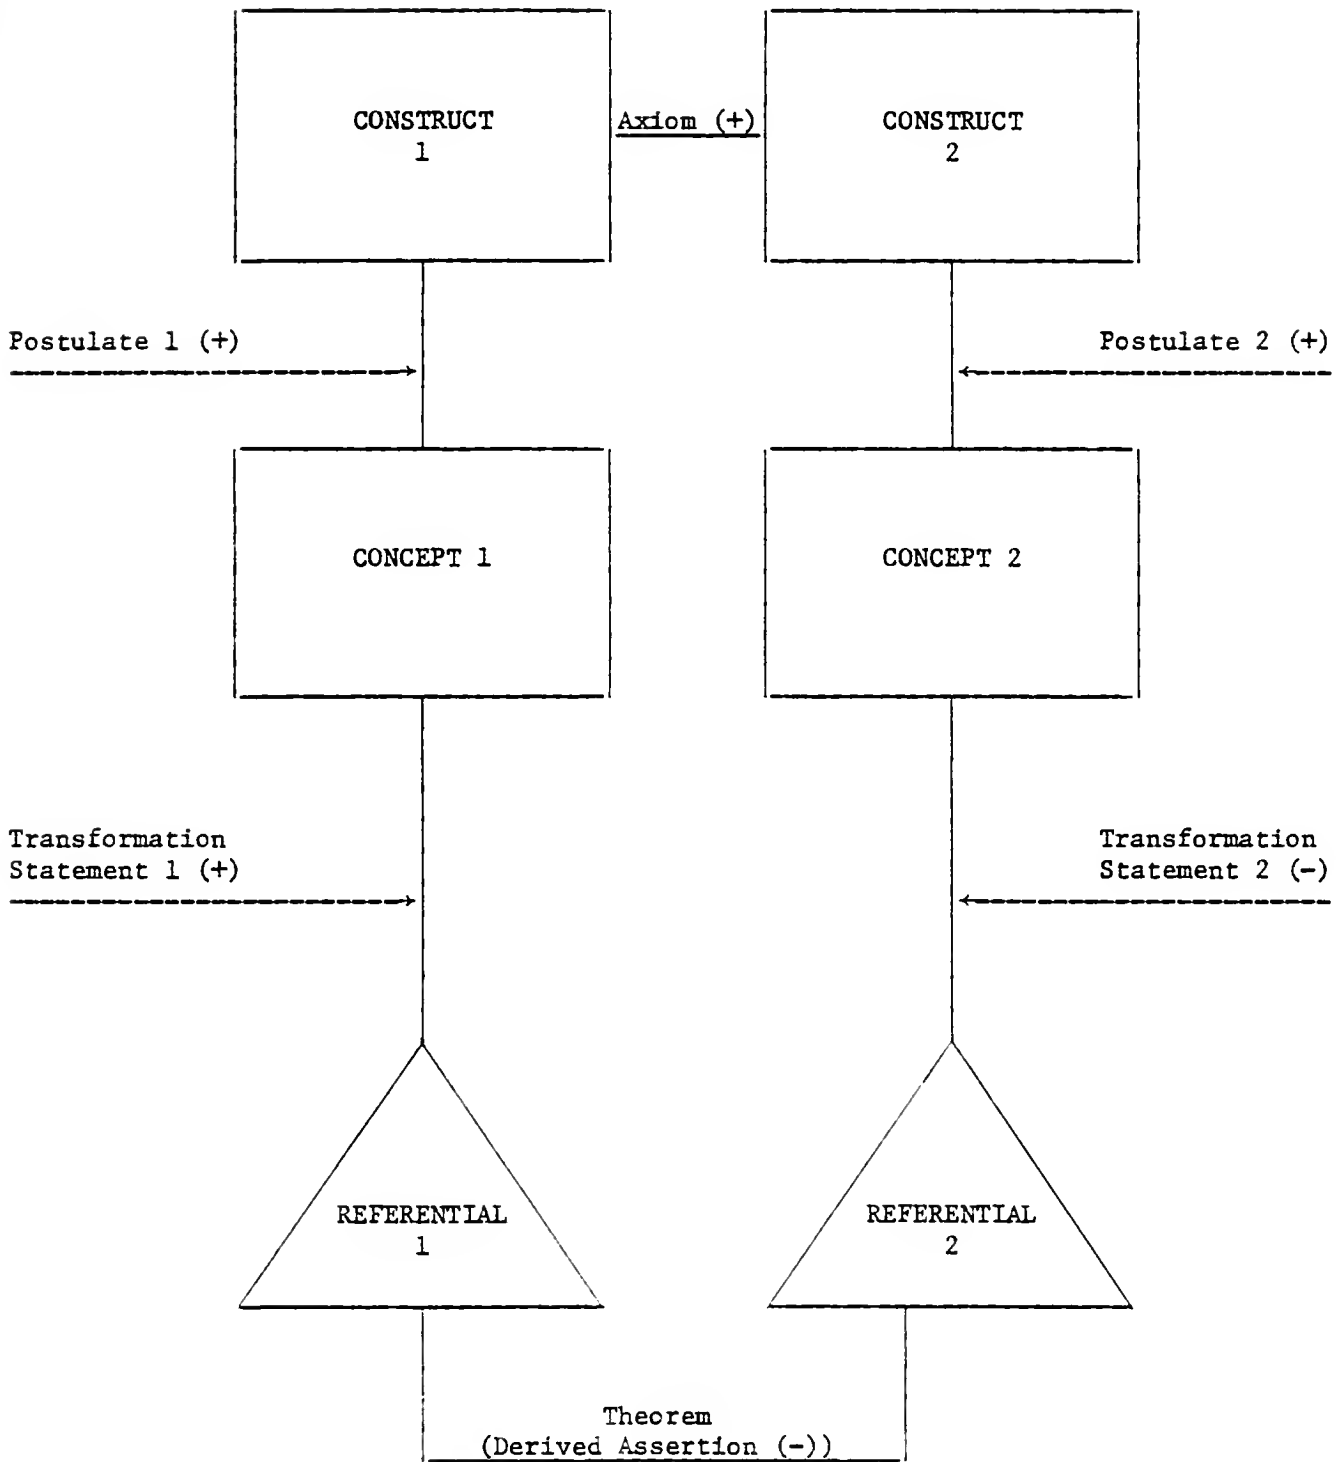 CONSTRUCT
1
Axiom (+)
CONSTRUCT
2
Postulate 1 (+)
Postulate 2 (+)
CONCEPT 1
CONCEPT 2
Transformation
Statement 1 (+)
Transformation
Statement 2 (-)
REFERENTIAL
1
REFERENTIAL
2
Theorem
(Derived Assertion (-))